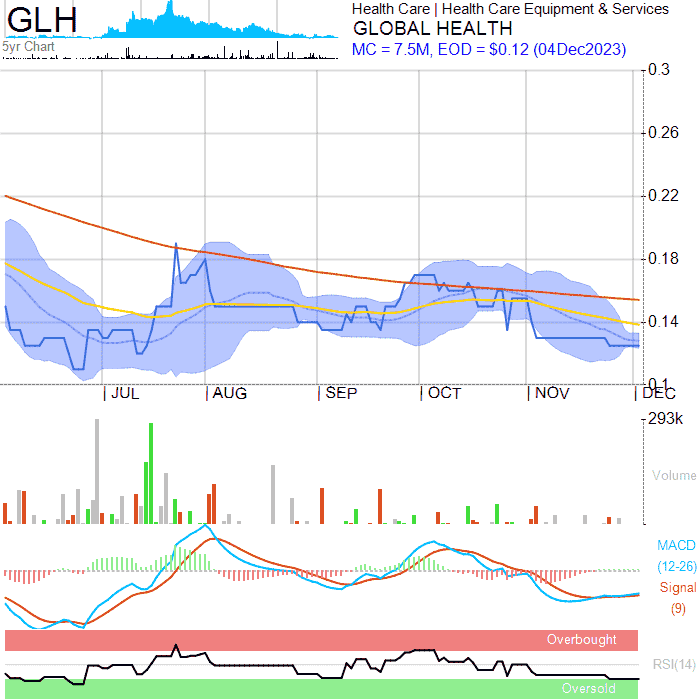 GLH
5yr Chart
Health Care | Health Care Equipment & Services
GLOBAL HEALTH
MC = 7.5M, EOD = $0.12 (04Dec2023)
0.3
0.26
0.22
0.18
0.14
0.1
JUL AUG SEP OCT NOV DEC
293k
Volume
MACD
(12-26)
Signal
(9)
Overbought
RSI(14)
Oversold